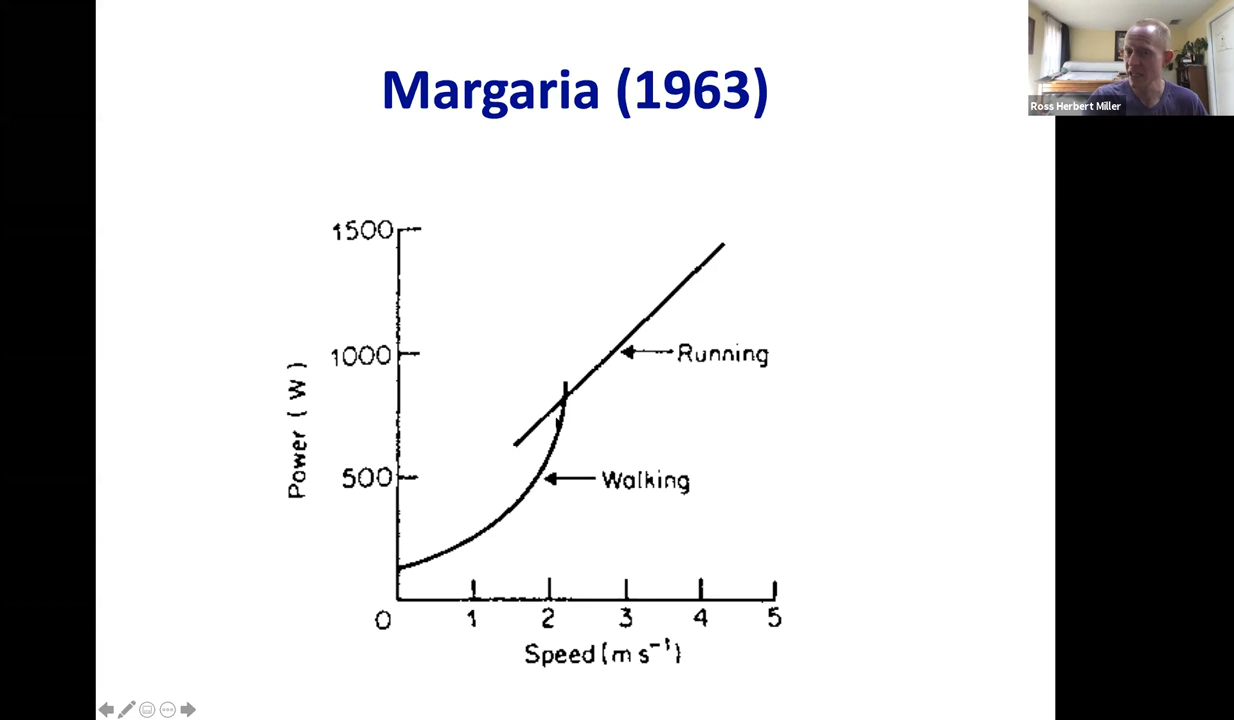 Margaria (1963)
Ross Herbert Miller
1500
1000
500
0
1
2
3
4
5
Power (W)
Speed (m s⁻¹)
Running
Walking